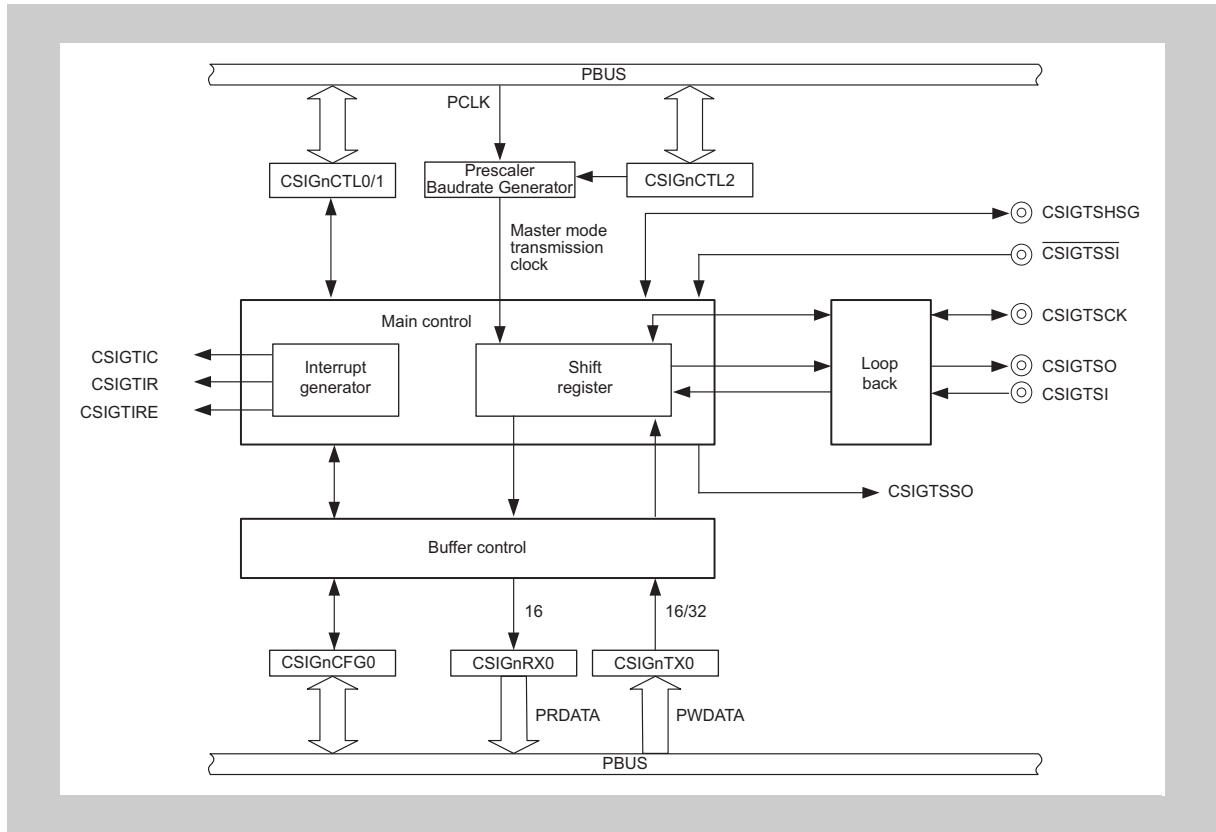 PBUS
PCLK
CSIGnCTL0/1
Prescaler
Baudrate Generator
CSIGnCTL2
CSIGTSHSG
Master mode
transmission
clock
CSIGTSSI
Main control
CSIGTSCK
CSIGTIC
CSIGTIR
CSIGTIRE
Interrupt
generator
Shift
register
Loop
back
CSIGTSO
CSIGTSI
CSIGTSSO
Buffer control
16
16/32
CSIGnCFG0
CSIGnRX0
CSIGnTX0
PRDATA
PWDATA
PBUS